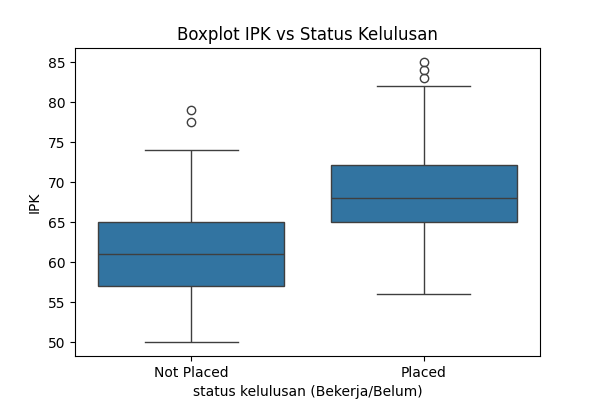 Boxplot IPK vs Status Kelulusan
IPK
85
80
75
70
65
60
55
50
Not Placed
Placed
status kelulusan (Bekerja/Belum)